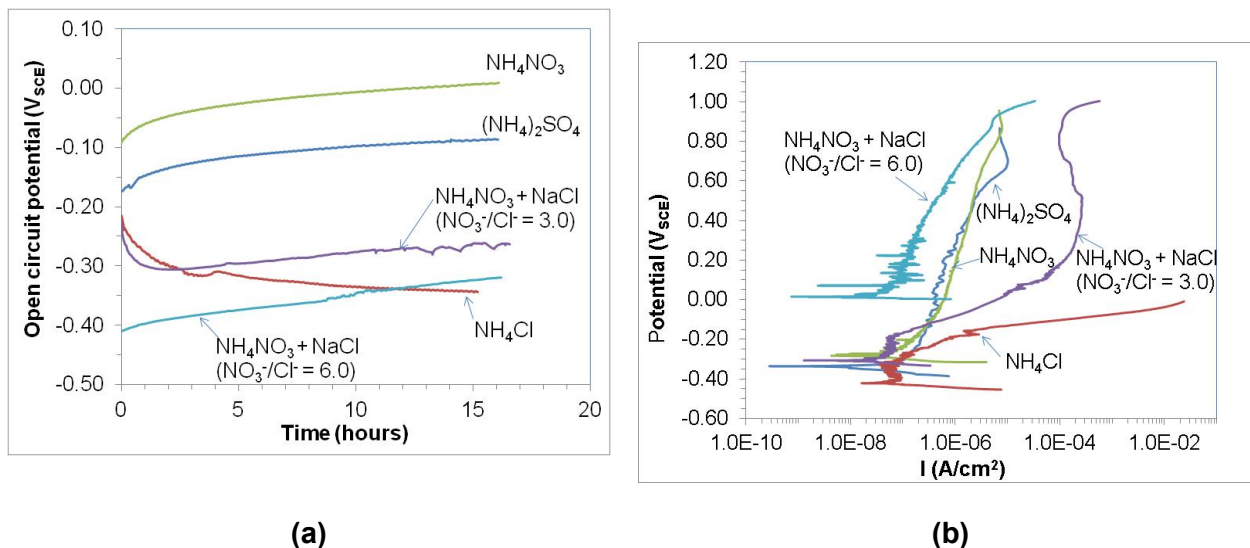 0.10
0.00
-0.10
-0.20
-0.30
-0.40
-0.50
Open circuit potential (V_SCE)
NH₄NO₃
(NH₄)₂SO₄
NH₄NO₃ + NaCl
(NO₃⁻/Cl⁻ = 3.0)
NH₄Cl
NH₄NO₃ + NaCl
(NO₃⁻/Cl⁻ = 6.0)
0 5 10 15 20
Time (hours)
(a)
1.20
1.00
0.80
0.60
0.40
0.20
0.00
-0.20
-0.40
-0.60
Potential (V_SCE)
NH₄NO₃ + NaCl
(NO₃⁻/Cl⁻ = 6.0)
(NH₄)₂SO₄
NH₄NO₃
NH₄NO₃ + NaCl
(NO₃⁻/Cl⁻ = 3.0)
NH₄Cl
1.0E-10 1.0E-08 1.0E-06 1.0E-04 1.0E-02
I (A/cm²)
(b)